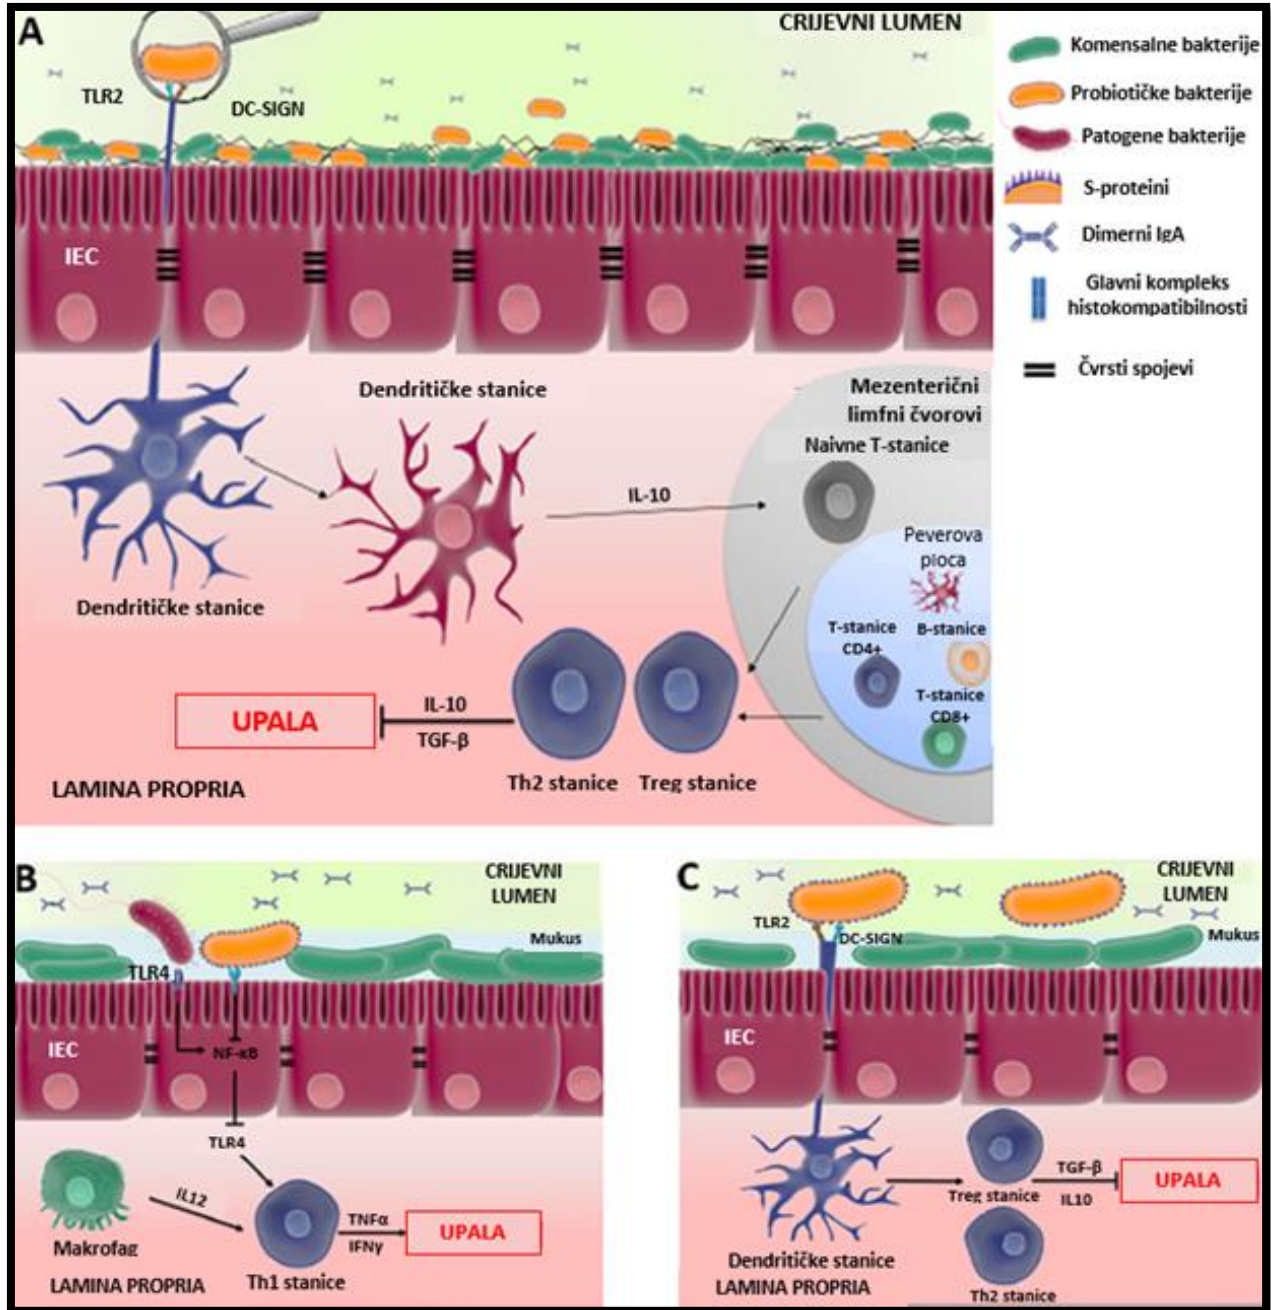 A
CRIJEVNI LUMEN
TLR2
DC-SIGN
IEC
Komensalne bakterije
Probiotičke bakterije
Patogene bakterije
S-proteini
Dimerni IgA
Glavni kompleks
histokompatibilnosti
Čvrsti spojevi
Dendritičke stanice
Dendritičke stanice
IL-10
Mezenterični
limfni čvorovi
Naivne T-stanice
Peyerova
ploca
T-stanice
CD4+
B-stanice
T-stanice
CD8+
UPALA
IL-10
TGF-β
Th2 stanice
Treg stanice
LAMINA PROPRIA
B
CRIJEVNI
LUMEN
Mukus
TLR4
IEC
NF-κB
TLR4
IL12
Makrofag
Th1 stanice
TNFα
IFNγ
UPALA
LAMINA PROPRIA
C
CRIJEVNI
LUMEN
TLR2
DC-SIGN
Mukus
IEC
Treg stanice
TGF-β
IL10
UPALA
Dendritičke stanice
LAMINA PROPRIA
Th2 stanice